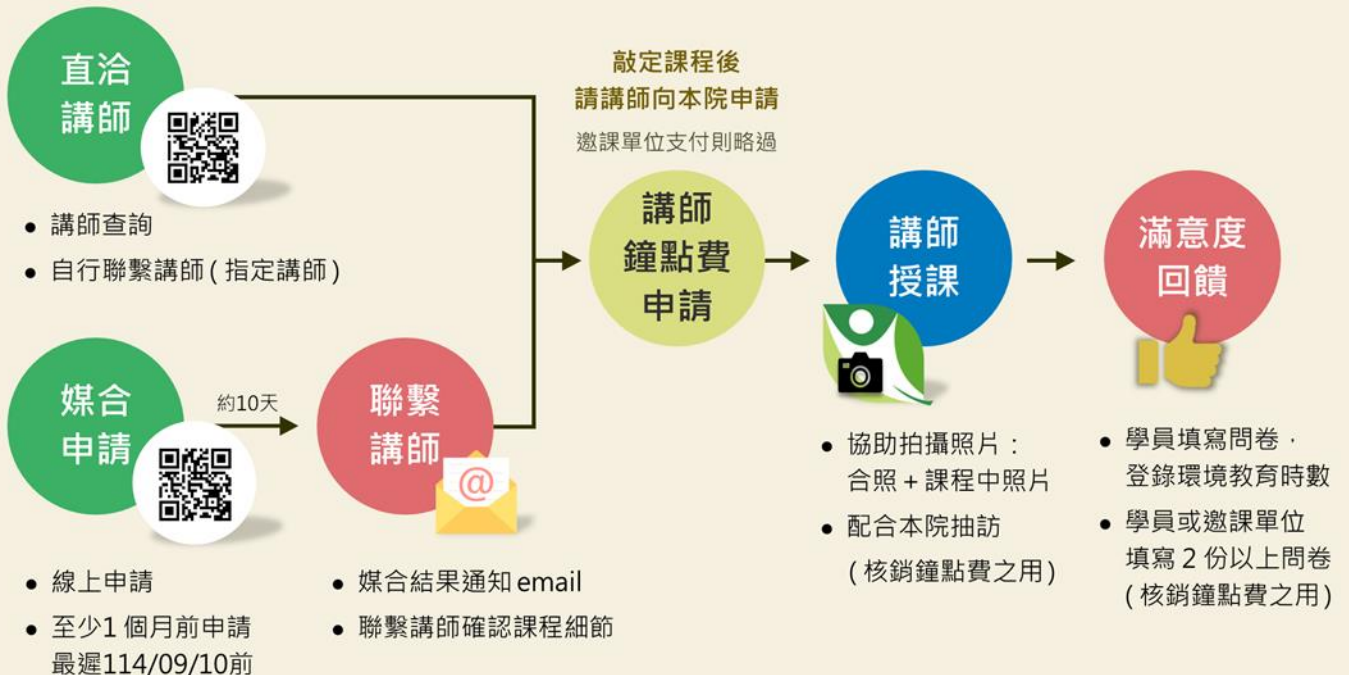 直洽
講師
● 講師查詢
● 自行聯繫講師 ( 指定講師 )
媒合
申請
● 線上申請
● 至少1 個月前申請
最遲114/09/10前
約10天
聯繫
講師
@
● 媒合結果通知 email
● 聯繫講師確認課程細節
敲定課程後
請講師向本院申請
邀課單位支付則略過
講師
鐘點費
申請
講師
授課
● 協助拍攝照片：
合照 + 課程中照片
● 配合本院抽訪
( 核銷鐘點費之用 )
滿意度
回饋
● 學員填寫問卷，
登錄環境教育時數
● 學員或邀課單位
填寫 2 份以上問卷
( 核銷鐘點費之用 )